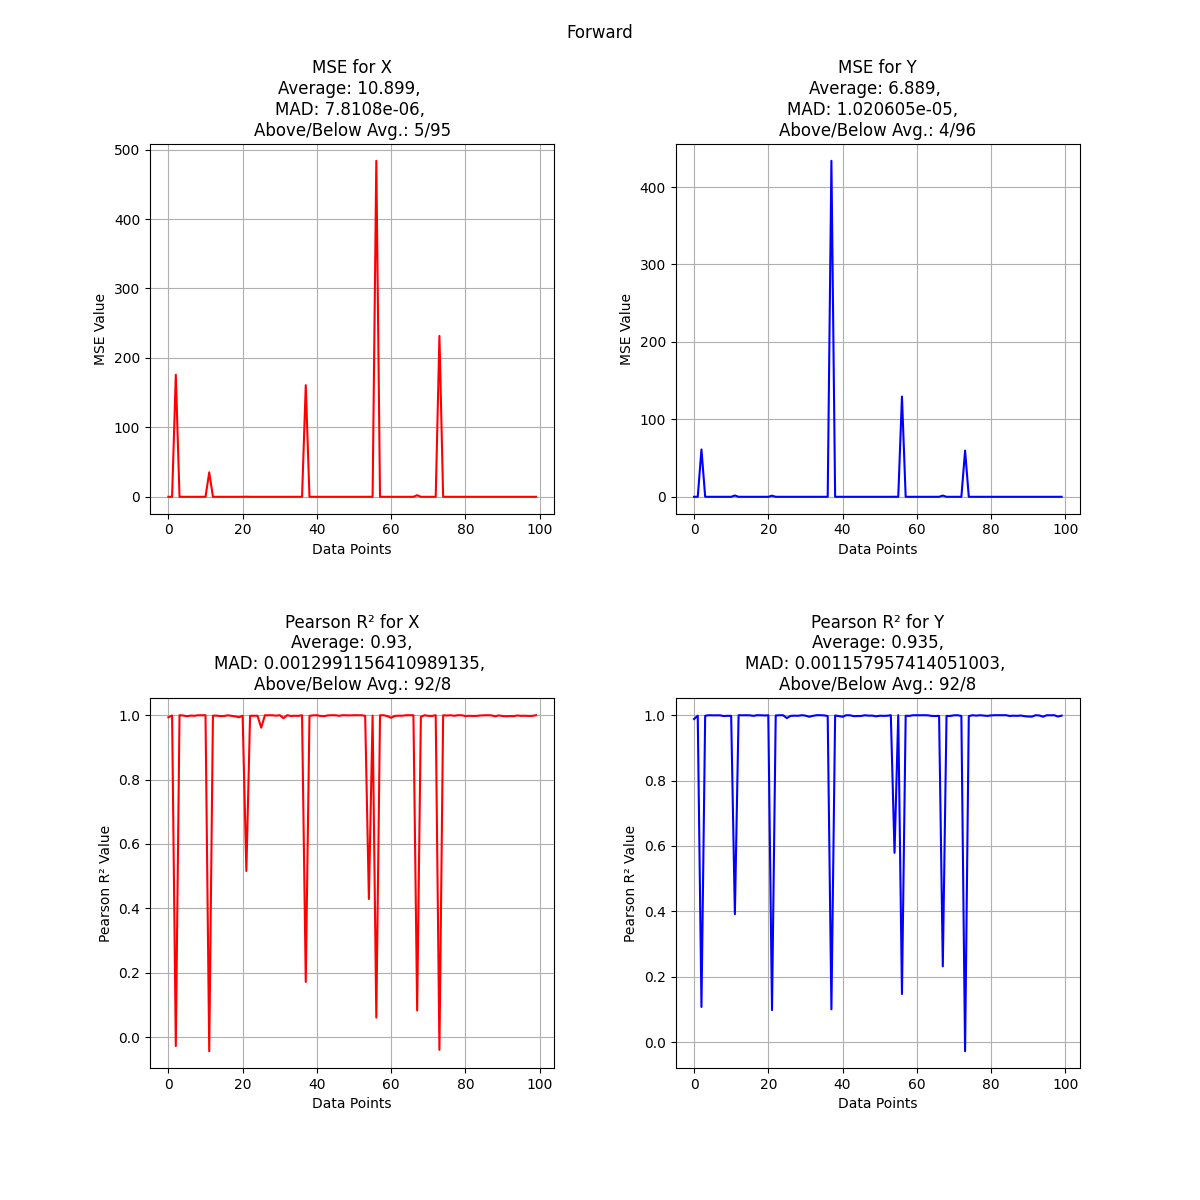 Forward
MSE for X
Average: 10.899,
MAD: 7.8108e-06,
Above/Below Avg.: 5/95
MSE Value
500
400
300
200
100
0
0 20 40 60 80 100
Data Points
MSE for Y
Average: 6.889,
MAD: 1.020605e-05,
Above/Below Avg.: 4/96
MSE Value
400
300
200
100
0
0 20 40 60 80 100
Data Points
Pearson R² for X
Average: 0.93,
MAD: 0.0012991156410989135,
Above/Below Avg.: 92/8
Pearson R² Value
1.0
0.8
0.6
0.4
0.2
0.0
0 20 40 60 80 100
Data Points
Pearson R² for Y
Average: 0.935,
MAD: 0.001157957414051003,
Above/Below Avg.: 92/8
Pearson R² Value
1.0
0.8
0.6
0.4
0.2
0.0
0 20 40 60 80 100
Data Points